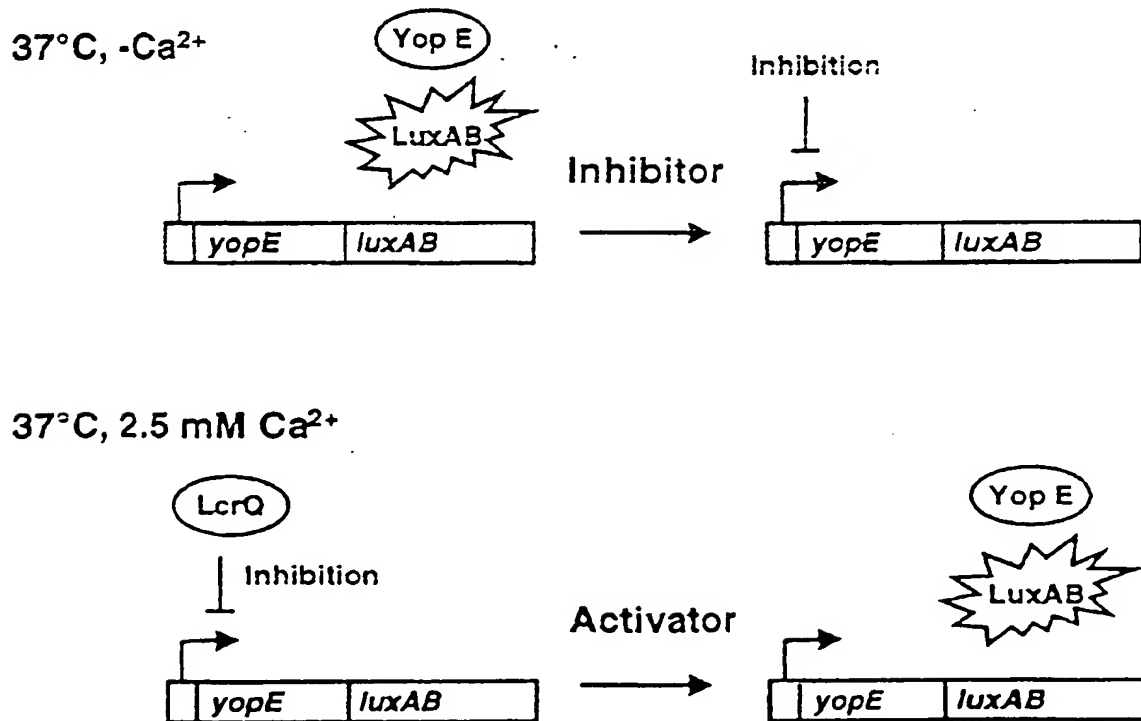 37°C, -Ca²⁺
Yop E
LuxAB
Inhibitor
Inhibition
yopE luxAB
yopE luxAB
37°C, 2.5 mM Ca²⁺
LcrQ
Inhibition
Activator
Yop E
LuxAB
yopE luxAB
yopE luxAB